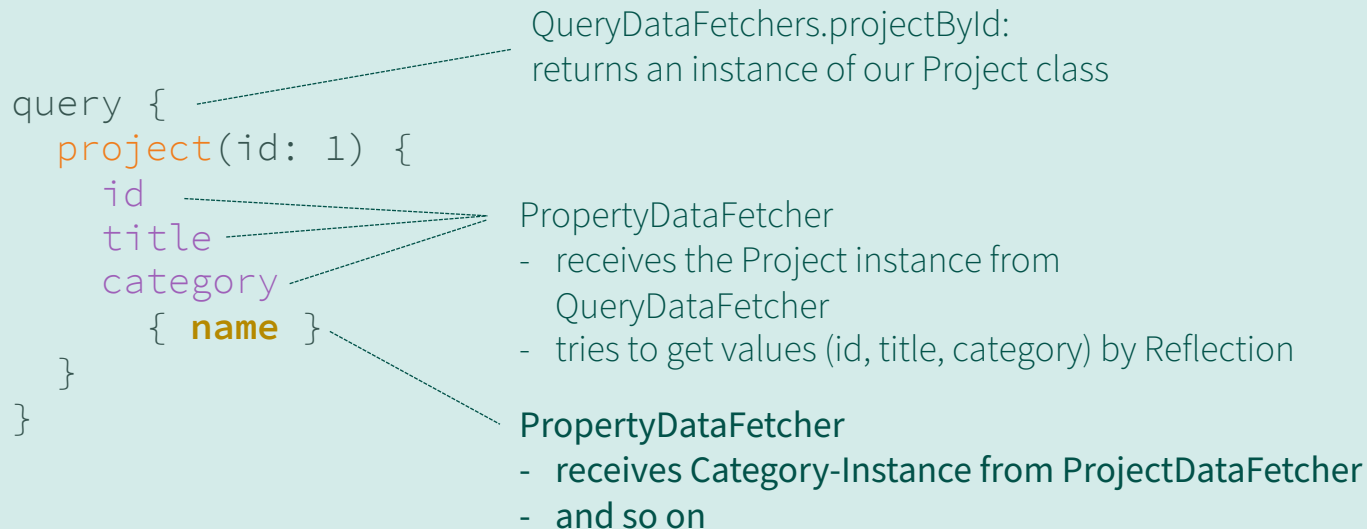 QueryDataFetchers.projectById:
returns an instance of our Project class
query {
project(id: 1) {
id
title
category
{ name }
}
}
PropertyDataFetcher
- receives the Project instance from
QueryDataFetcher
- tries to get values (id, title, category) by Reflection
PropertyDataFetcher
- receives Category-Instance from ProjectDataFetcher
- and so on